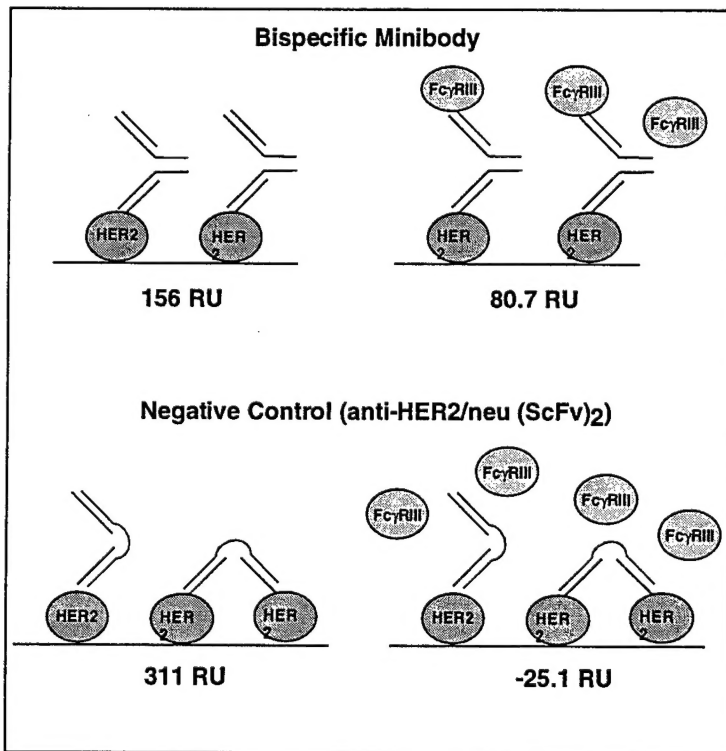 Bispecific Minibody
FcγRIII
FcγRIII
FcγRIII
HER2
HER
2
HER
2
HER
2
156 RU
80.7 RU
Negative Control (anti-HER2/neu (ScFv)2)
FcγRIII
FcγRIII
FcγRIII
FcγRIII
HER2
HER
2
HER
2
HER2
HER
2
HER
2
311 RU
-25.1 RU